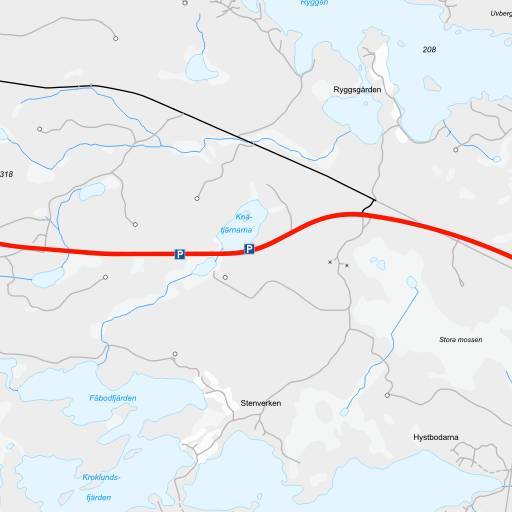 Ryggen
Uvberg
208
Ryggsgården
318
Knä-
tjärnarna
P
P
Stora mossen
Fäbodfjärden
Stenverken
Hystbodarna
Kroklunds-
fjärden